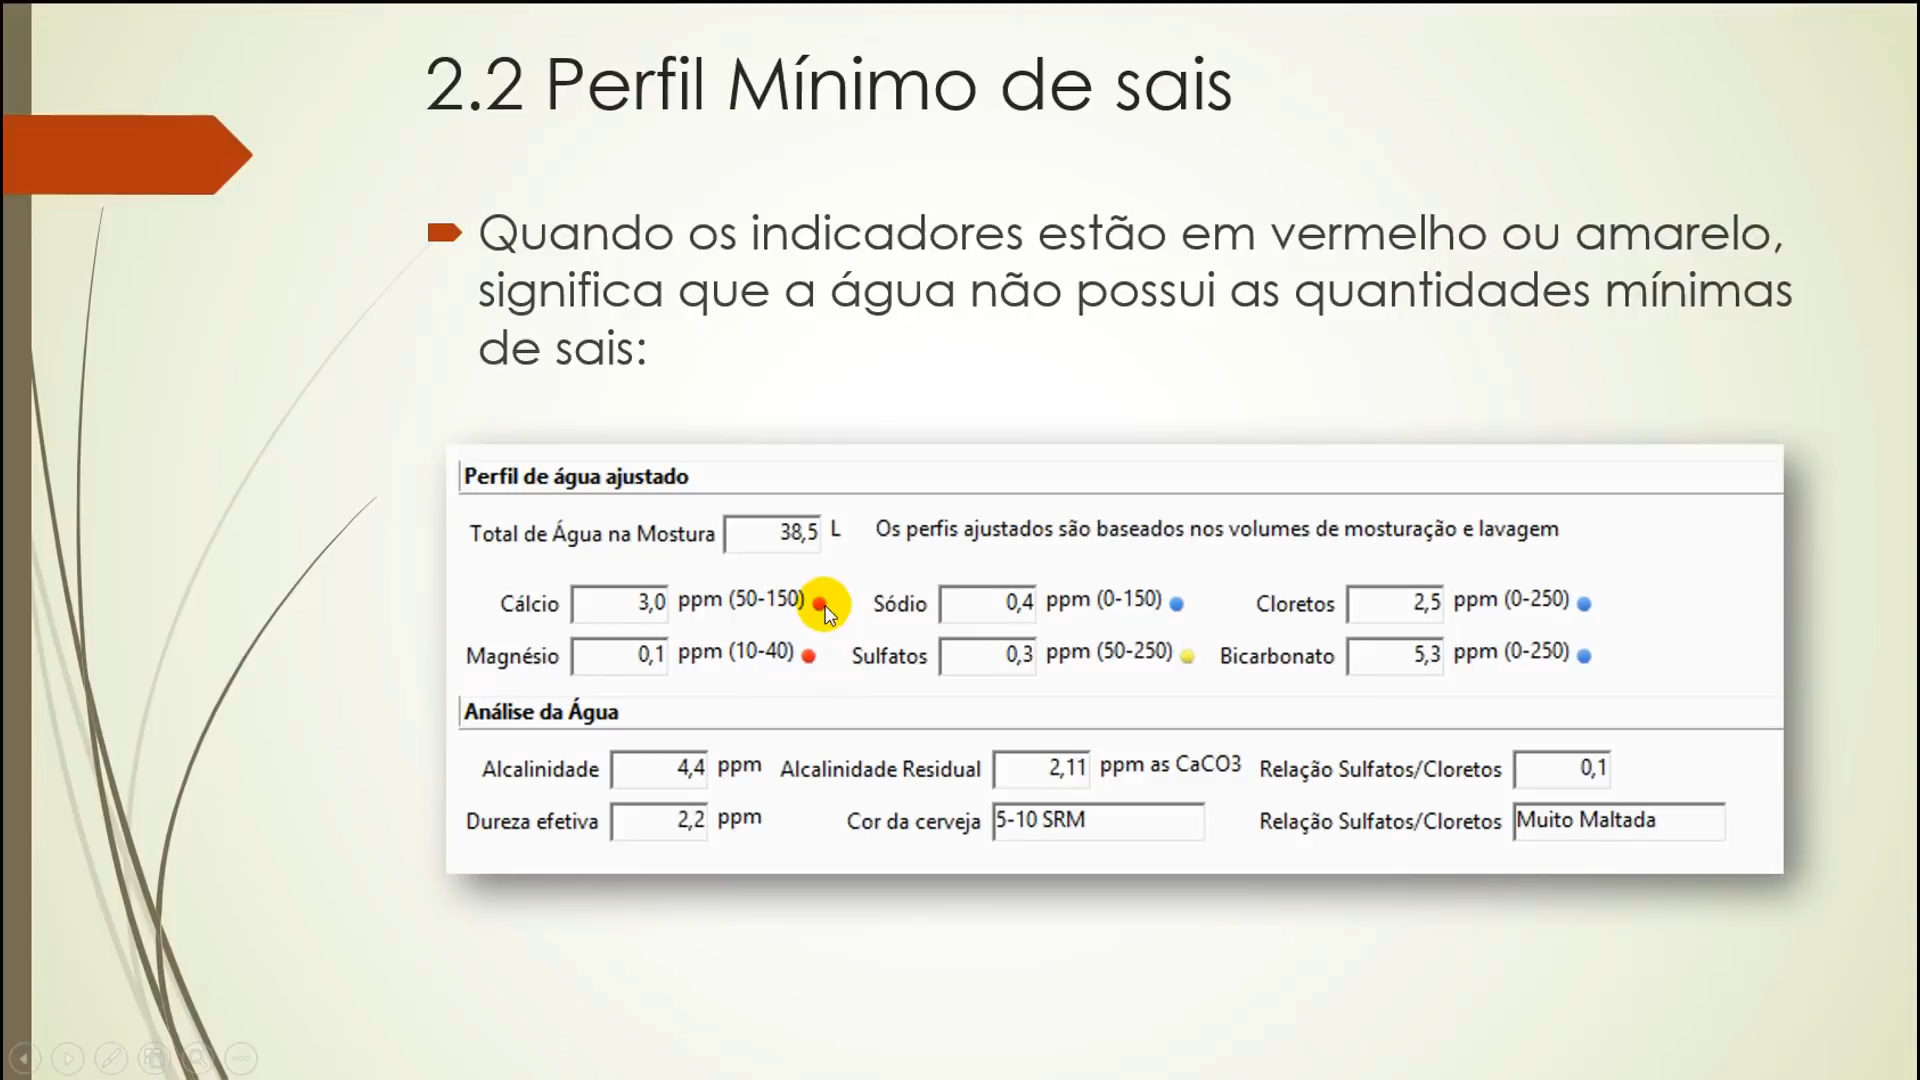 2.2 Perfil Mínimo de sais
Quando os indicadores estão em vermelho ou amarelo,
significa que a água não possui as quantidades mínimas
de sais:
Perfil de água ajustado
Total de Água na Mostura 38,5 L Os perfis ajustados são baseados nos volumes de mosturação e lavagem
Cálcio 3,0 ppm (50-150) Sódio 0,4 ppm (0-150) Cloretos 2,5 ppm (0-250)
Magnésio 0,1 ppm (10-40) Sulfatos 0,3 ppm (50-250) Bicarbonato 5,3 ppm (0-250)
Análise da Água
Alcalinidade 4,4 ppm Alcalinidade Residual 2,11 ppm as CaCO3 Relação Sulfatos/Cloretos 0,1
Dureza efetiva 2,2 ppm Cor da cerveja 5-10 SRM Relação Sulfatos/Cloretos Muito Maltada